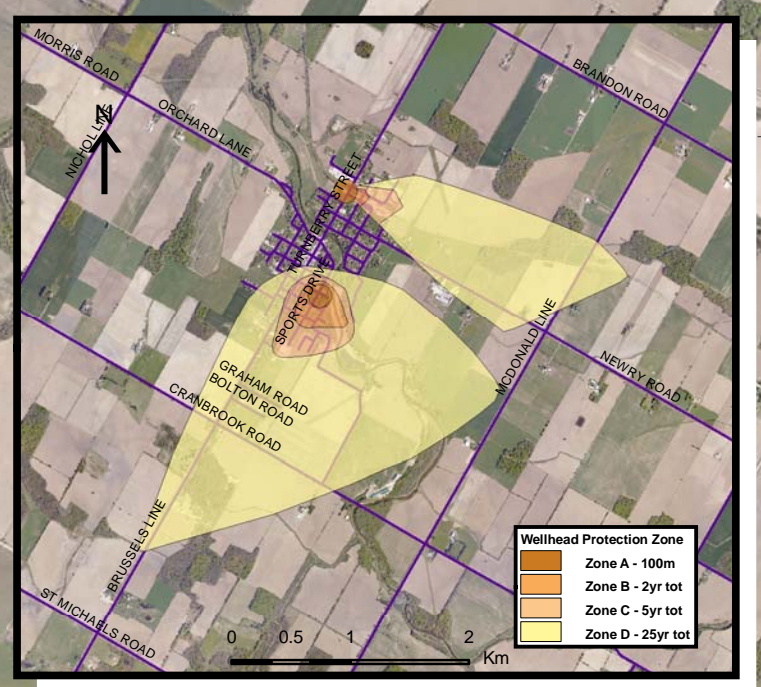 MORRIS ROAD
BRANDON ROAD
N
NICHOL LINE
ORCHARD LANE
TURNBERRY STREET
SPORTS DRIVE
MCDONALD LINE
NEWRY ROAD
GRAHAM ROAD
BOLTON ROAD
CRANBROOK ROAD
BRUSSELS LINE
ST MICHAELS ROAD
Wellhead Protection Zone
Zone A - 100m
Zone B - 2yr tot
Zone C - 5yr tot
Zone D - 25yr tot
0 0.5 1 2
Km